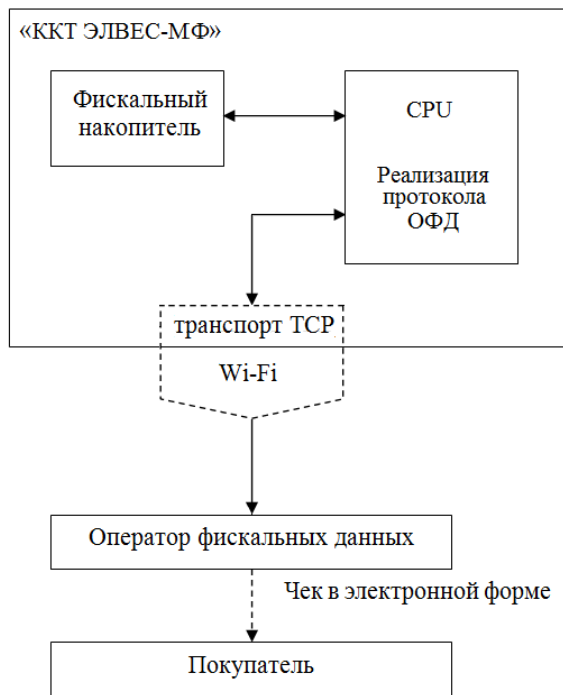 «ККТ ЭЛВЕС-МФ»
Фискальный
накопитель
CPU
Реализация
протокола
ОФД
транспорт TCP
Wi-Fi
Оператор фискальных данных
Чек в электронной форме
Покупатель